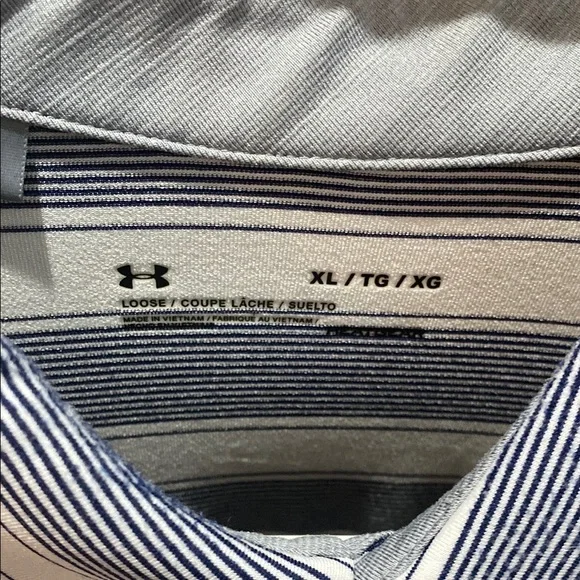 XL / TG / XG
LOOSE / COUPE LÂCHE / SUELTO
MADE IN VIETNAM / FABRIQUÉ AU VIETNAM